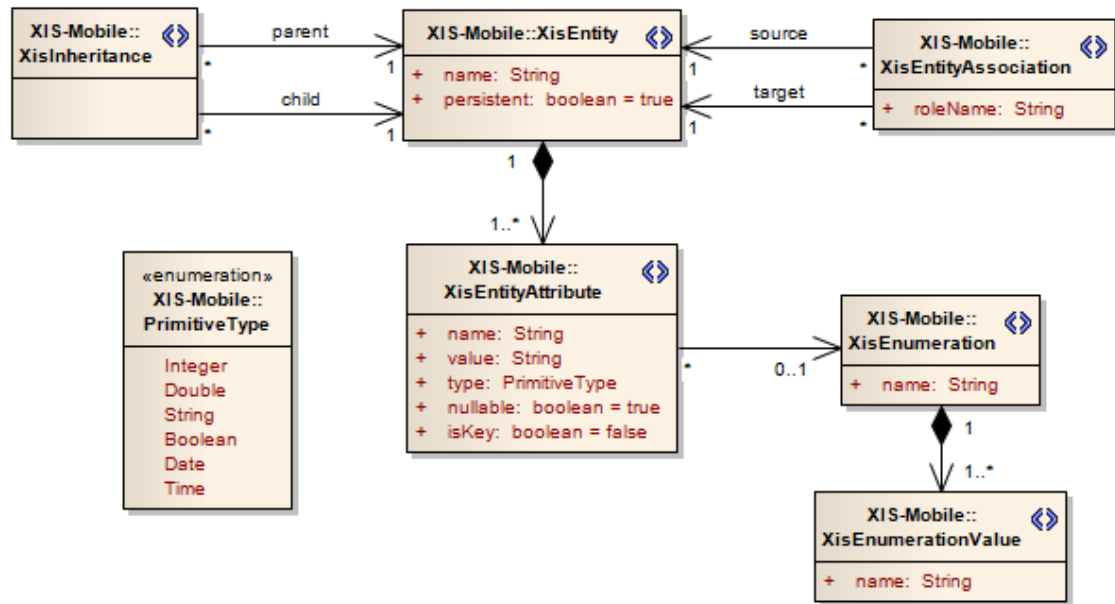 XIS-Mobile::
XisInheritance
parent
*
1
child
*
1
XIS-Mobile::XisEntity
+ name: String
+ persistent: boolean = true
source
1
*
target
1
*
XIS-Mobile::
XisEntityAssociation
+ roleName: String
1
1..*
«enumeration»
XIS-Mobile::
PrimitiveType
Integer
Double
String
Boolean
Date
Time
XIS-Mobile::
XisEntityAttribute
+ name: String
+ value: String
+ type: PrimitiveType
+ nullable: boolean = true
+ isKey: boolean = false
*
0..1
XIS-Mobile::
XisEnumeration
+ name: String
1
1..*
XIS-Mobile::
XisEnumerationValue
+ name: String